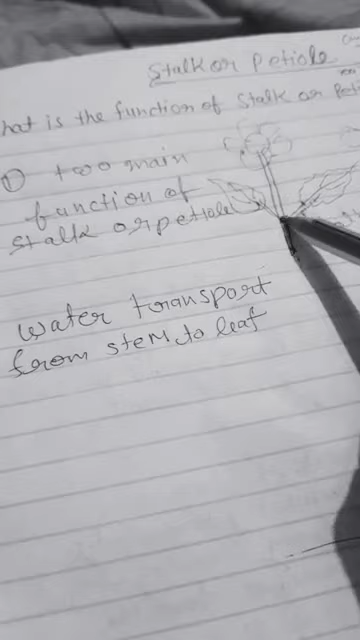 Stalk or Petiole
hat is the function of Stalk or
① two main
function of
stalk or petiole
water transport
from stem to leaf